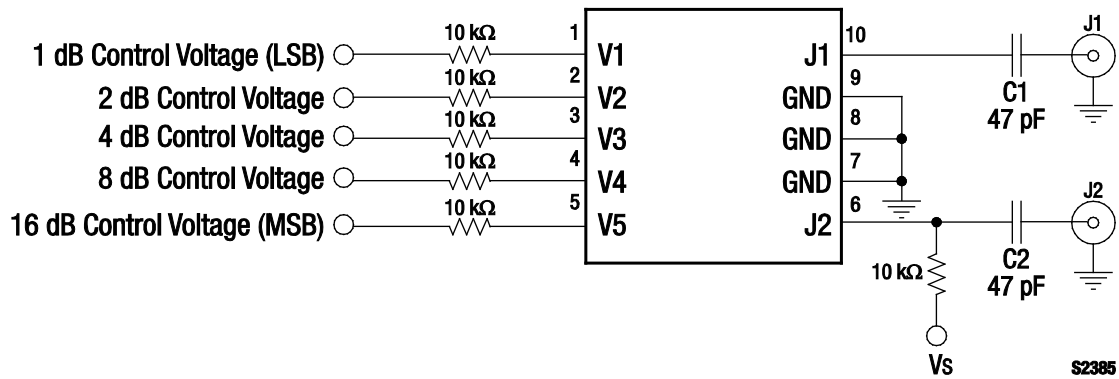 1 dB Control Voltage (LSB) 10 kΩ 1 V1
2 dB Control Voltage 10 kΩ 2 V2
4 dB Control Voltage 10 kΩ 3 V3
8 dB Control Voltage 10 kΩ 4 V4
16 dB Control Voltage (MSB) 10 kΩ 5 V5
J1 10
GND 9
GND 8
GND 7
J2 6
C1
47 pF
J1
C2
47 pF
J2
10 kΩ
Vs
S2385